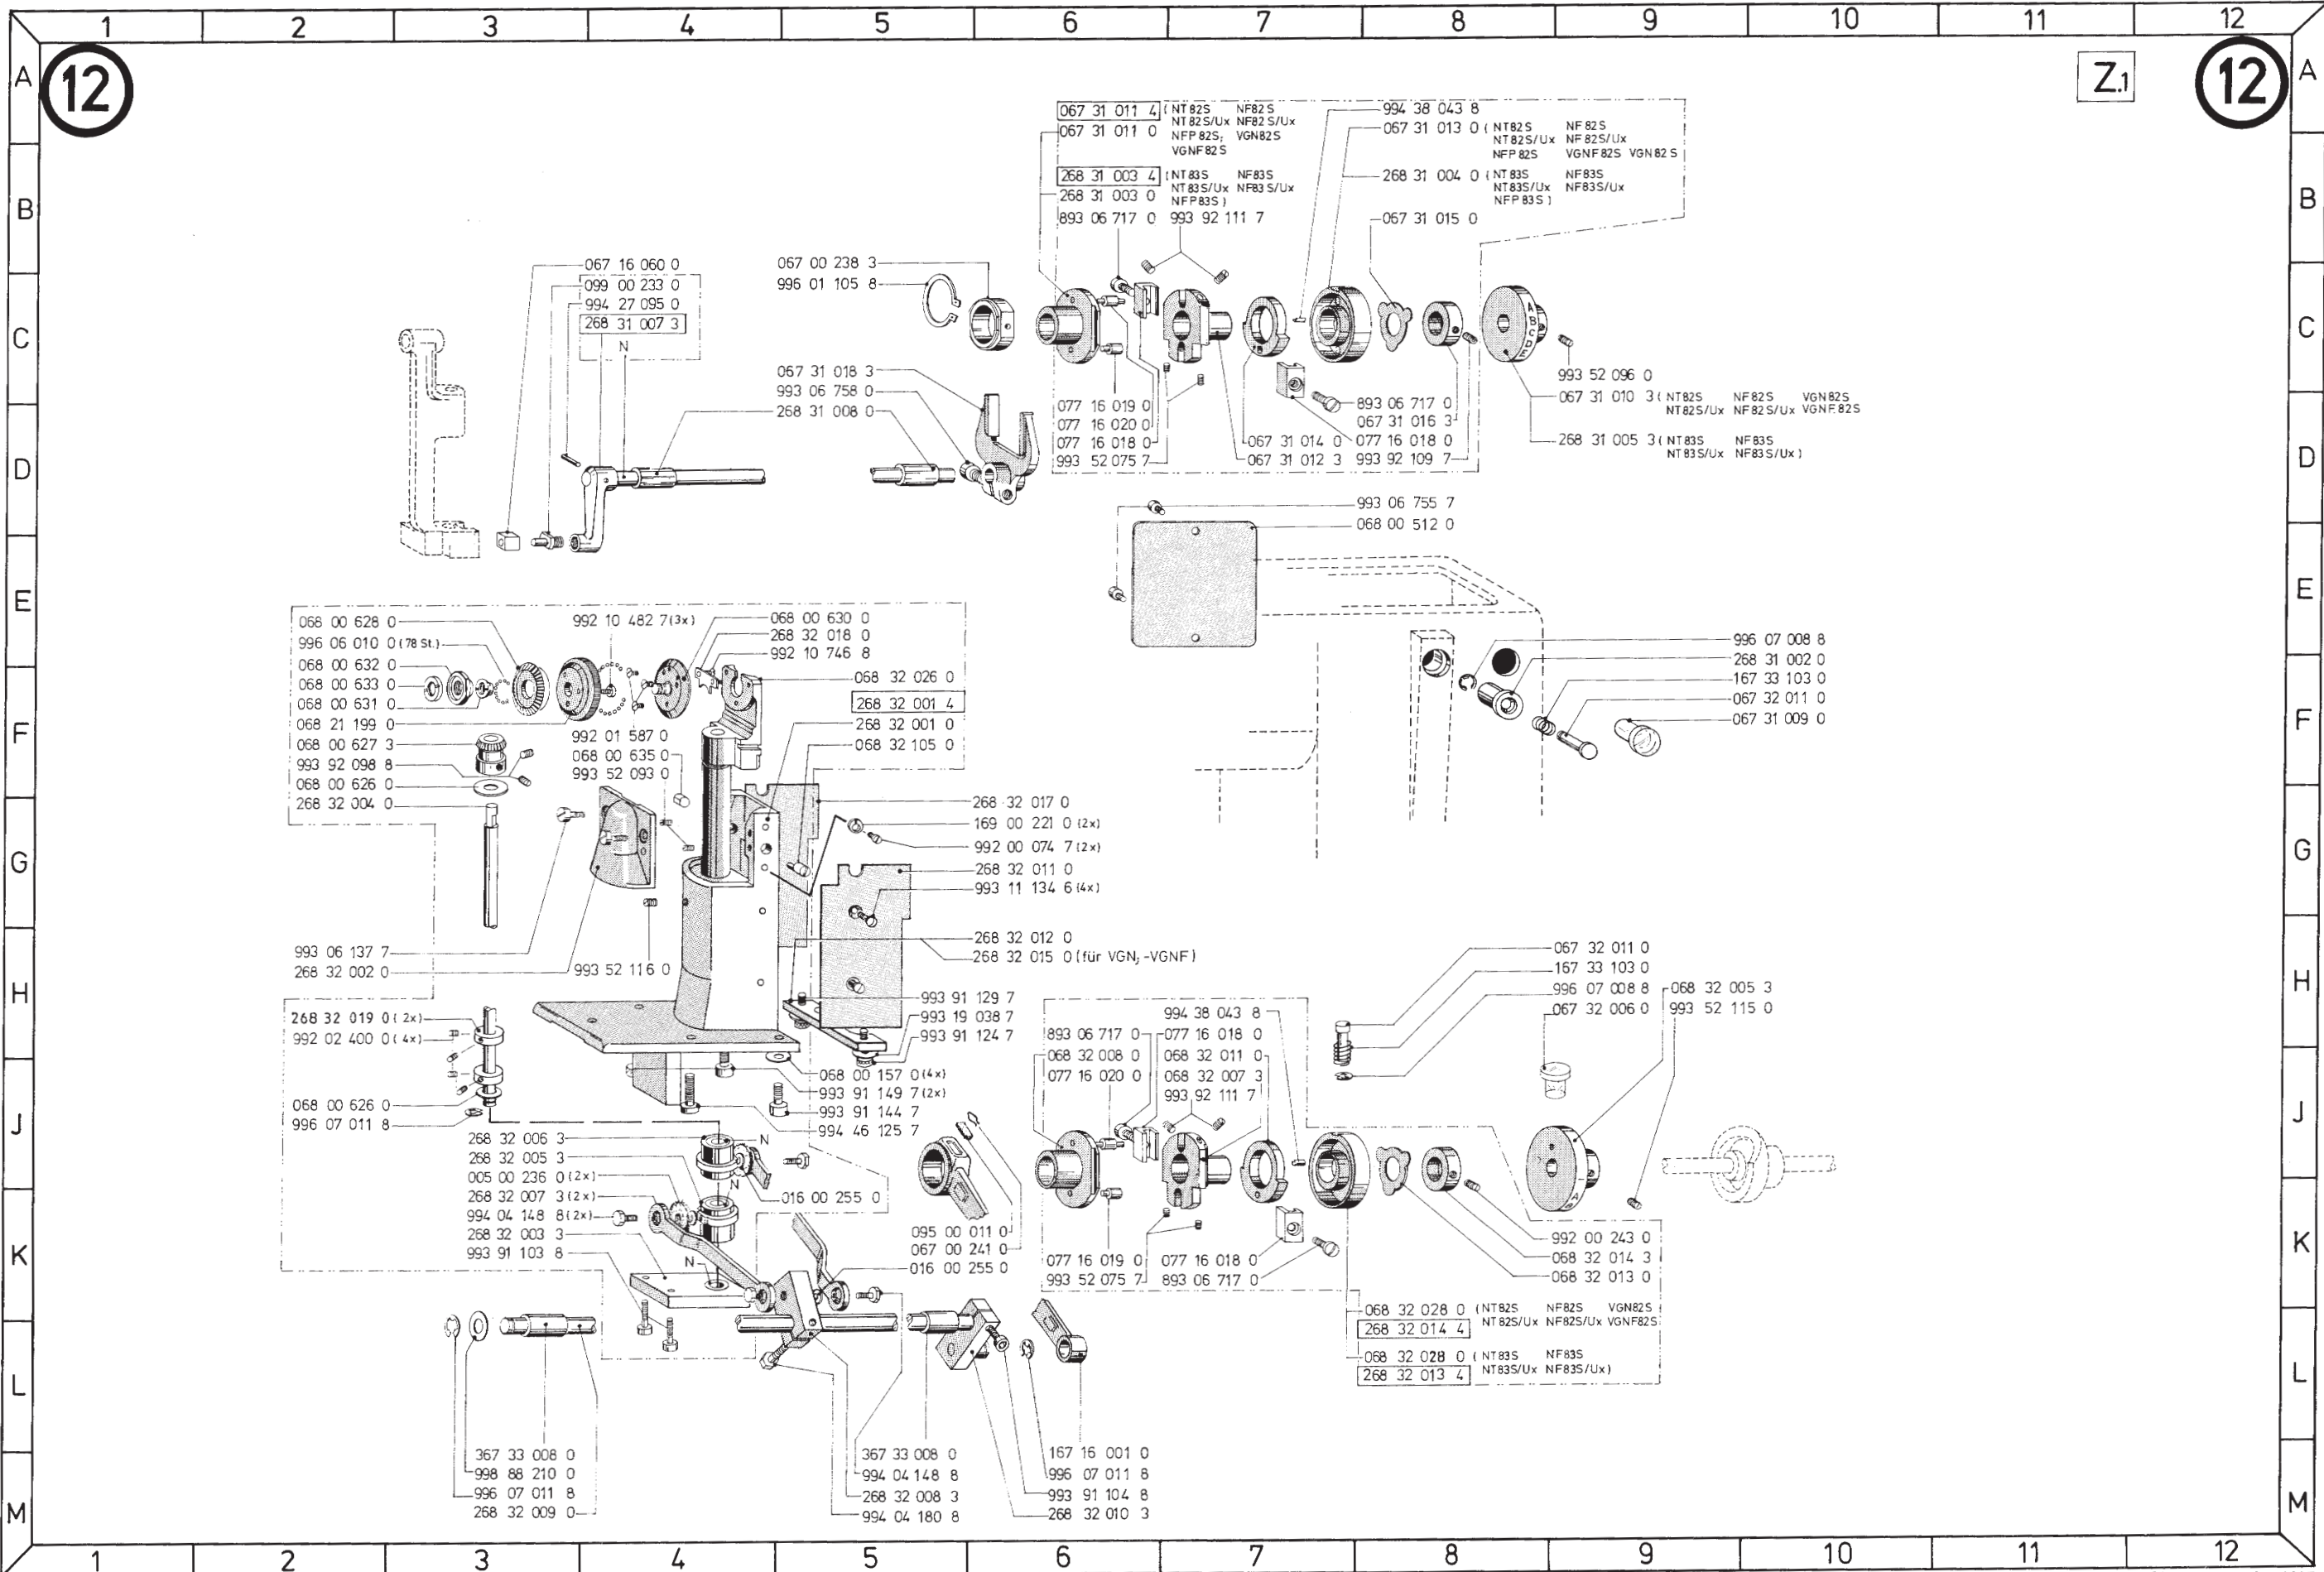 1 2 3 4 5 6 7 8 9 10 11 12
A A
12 Z.1 12
067 31 011 4 (NT82S NF82S
NT82S/Ux NF82S/Ux
067 31 011 0 NFP82S; VGN82S
VGNF82S
268 31 003 4 (NT83S NF83S
NT83S/Ux NF83S/Ux
268 31 003 0 NFP83S)
893 06 717 0 993 92 111 7
994 38 043 8
067 31 013 0 (NT82S NF82S
NT82S/Ux NF82S/Ux
NFP82S VGNF82S VGN82S
268 31 004 0 (NT83S NF83S
NT83S/Ux NF83S/Ux
NFP83S)
067 31 015 0
B B
067 16 060 0
099 00 233 0
994 27 095 0
268 31 007 3
N
067 00 238 3
996 01 105 8
C C
A
B
C
D
E
067 31 018 3
993 06 758 0
268 31 008 0
077 16 019 0
077 16 020 0
077 16 018 0
993 52 075 7
067 31 014 0
067 31 012 3
893 06 717 0
067 31 016 3
077 16 018 0
993 92 109 7
993 52 096 0
067 31 010 3 (NT82S NF82S VGN82S
NT82S/Ux NF82S/Ux VGNF82S
268 31 005 3 (NT83S NF83S
NT83S/Ux NF83S/Ux)
D D
993 06 755 7
068 00 512 0
E E
068 00 628 0
996 06 010 0 (78 St.)
068 00 632 0
068 00 633 0
068 00 631 0
068 21 199 0
068 00 627 3
993 92 098 8
068 00 626 0
268 32 004 0
992 10 482 7 (3x)
068 00 630 0
268 32 018 0
992 10 746 8
068 32 026 0
268 32 001 4
268 32 001 0
068 32 105 0
992 01 587 0
068 00 635 0
993 52 093 0
996 07 008 8
268 31 002 0
167 33 103 0
067 32 011 0
067 31 009 0
F F
268 32 017 0
169 00 221 0 (2x)
992 00 074 7 (2x)
268 32 011 0
993 11 134 6 (4x)
G G
993 06 137 7
268 32 002 0
993 52 116 0
268 32 012 0
268 32 015 0 (für VGN;-VGNF)
H H
268 32 019 0 (2x)
992 02 400 0 (4x)
993 91 129 7
993 19 038 7
993 91 124 7
067 32 011 0
167 33 103 0
996 07 008 8
067 32 006 0
068 32 005 3
993 52 115 0
994 38 043 8
893 06 717 0
068 32 008 0
077 16 020 0
077 16 018 0
068 32 011 0
068 32 007 3
993 92 111 7
068 00 157 0 (4x)
993 91 149 7 (2x)
993 91 144 7
994 46 125 7
068 00 626 0
996 07 011 8
J J
268 32 006 3
268 32 005 3
005 00 236 0 (2x)
268 32 007 3 (2x)
994 04 148 8 (2x)
268 32 003 3
993 91 103 8
N
N
N
016 00 255 0
095 00 011 0
067 00 241 0
016 00 255 0
077 16 019 0
993 52 075 7
077 16 018 0
893 06 717 0
A
992 00 243 0
068 32 014 3
068 32 013 0
K K
068 32 028 0 (NT82S NF82S VGN82S
268 32 014 4 NT82S/Ux NF82S/Ux VGNF82S
068 32 028 0 (NT83S NF83S
268 32 013 4 NT83S/Ux NF83S/Ux)
L L
367 33 008 0
998 88 210 0
996 07 011 8
268 32 009 0
367 33 008 0
994 04 148 8
268 32 008 3
994 04 180 8
167 16 001 0
996 07 011 8
993 91 104 8
268 32 010 3
M M
1 2 3 4 5 6 7 8 9 10 11 12